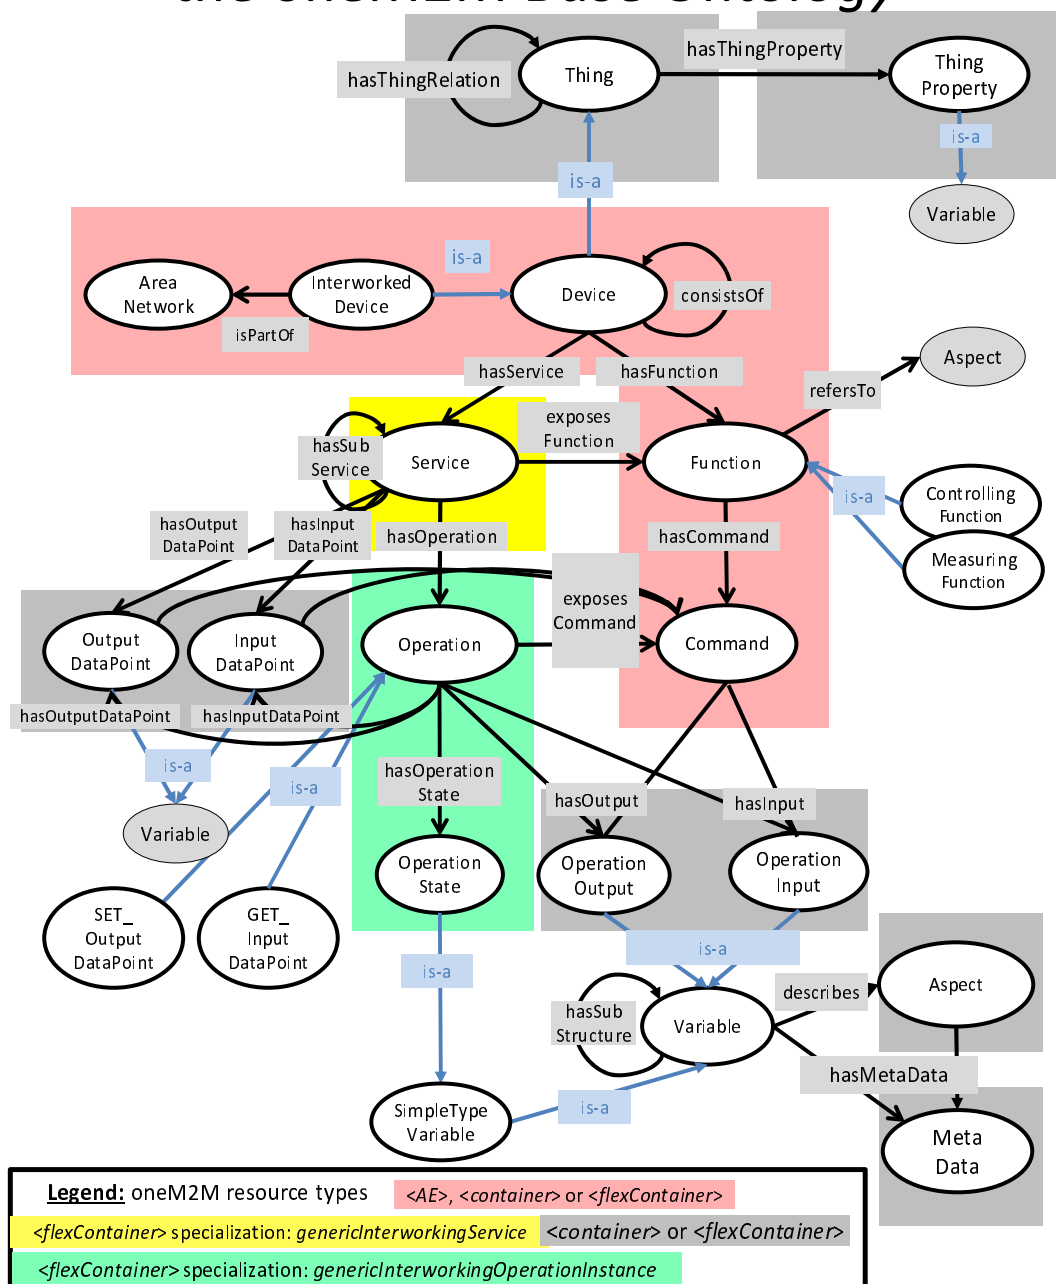 the oneM2M Base Ontology
hasThingRelation
Thing
hasThingProperty
Thing
Property
is-a
Variable
is-a
Area
Network
isPartOf
Interworked
Device
is-a
Device
consistsOf
hasService
hasFunction
refersTo
Aspect
hasSub
Service
Service
exposes
Function
Function
is-a
Controlling
Function
Measuring
Function
hasOutput
DataPoint
hasInput
DataPoint
hasOperation
hasCommand
Output
DataPoint
Input
DataPoint
Operation
exposes
Command
Command
hasOutputDataPoint
hasInputDataPoint
is-a
Variable
is-a
hasOperation
State
hasOutput
hasInput
Operation
State
Operation
Output
Operation
Input
SET_
Output
DataPoint
GET_
Input
DataPoint
is-a
is-a
hasSub
Structure
Variable
describes
Aspect
hasMetaData
SimpleType
Variable
is-a
Meta
Data
Legend: oneM2M resource types
<AE>, <container> or <flexContainer>
<flexContainer> specialization: genericInterworkingService
<container> or <flexContainer>
<flexContainer> specialization: genericInterworkingOperationInstance